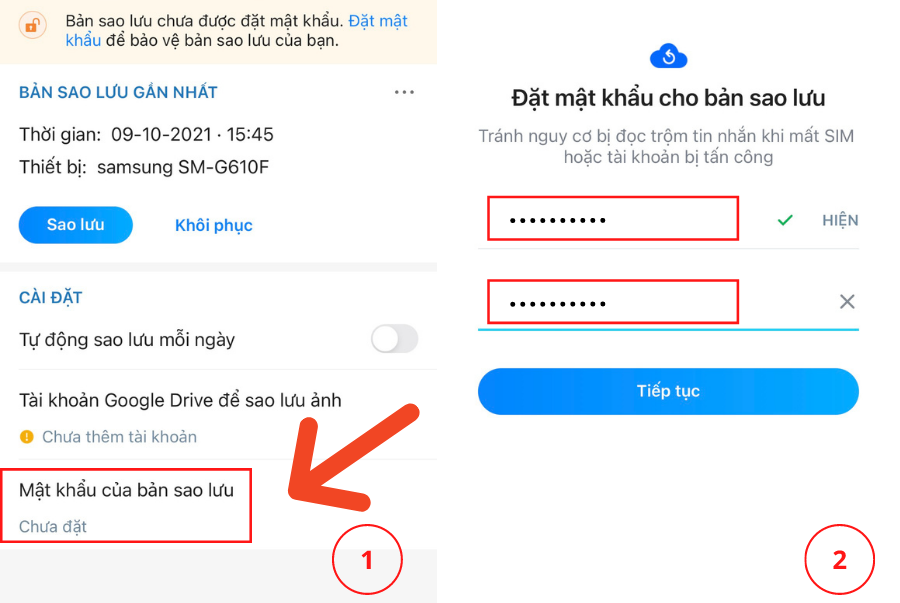 Bản sao lưu chưa được đặt mật khẩu. Đặt mật
khẩu để bảo vệ bản sao lưu của bạn.
BẢN SAO LƯU GẦN NHẤT
Thời gian: 09-10-2021 · 15:45
Thiết bị: samsung SM-G610F
Sao lưu
Khôi phục
CÀI ĐẶT
Tự động sao lưu mỗi ngày
Tài khoản Google Drive để sao lưu ảnh
Chưa thêm tài khoản
Mật khẩu của bản sao lưu
Chưa đặt
1
Đặt mật khẩu cho bản sao lưu
Tránh nguy cơ bị đọc trộm tin nhắn khi mất SIM
hoặc tài khoản bị tấn công
••••••••••
HIỆN
••••••••••
Tiếp tục
2